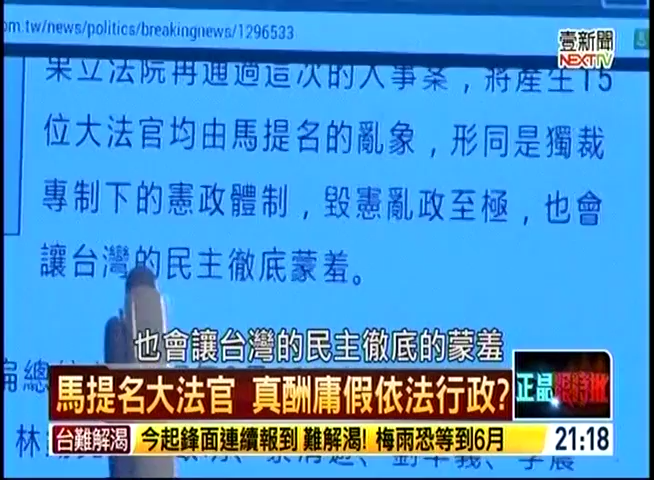 om.tw/news/politics/breakingnews/1296533
壹新聞
NEXTTV
果立法院再通過這次的人事案，將產生15
位大法官均由馬提名的亂象，形同是獨裁
專制下的憲政體制，毀憲亂政至極，也會
讓台灣的民主徹底蒙羞。
也會讓台灣的民主徹底的蒙羞
扁總
馬提名大法官 真酬庸假依法行政?
正晶限時批
林
台難解渴 今起鋒面連續報到 難解渴! 梅雨恐等到6月 21:18